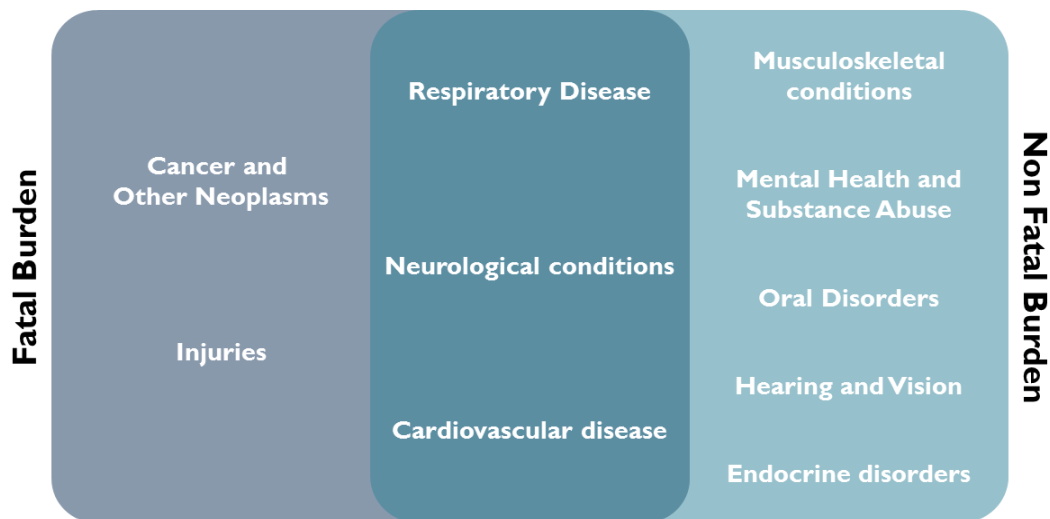 Fatal Burden
Cancer and
Other Neoplasms
Injuries
Respiratory Disease
Neurological conditions
Cardiovascular disease
Musculoskeletal
conditions
Mental Health and
Substance Abuse
Oral Disorders
Hearing and Vision
Endocrine disorders
Non Fatal Burden